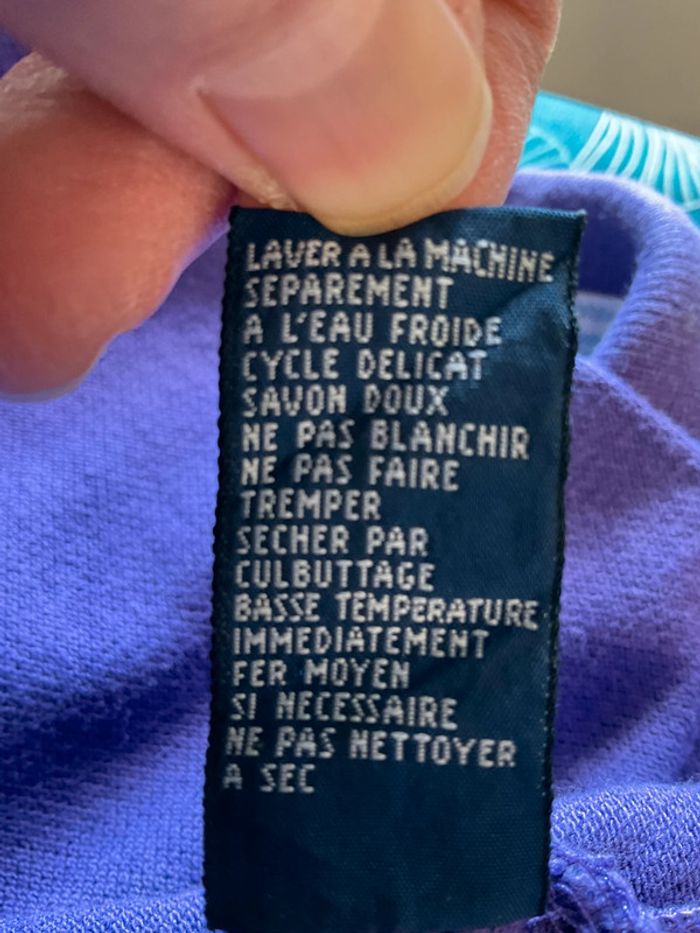 LAVER A LA MACHINE
SEPAREMENT
A L'EAU FROIDE
CYCLE DELICAT
SAVON DOUX
NE PAS BLANCHIR
NE PAS FAIRE
TREMPER
SECHER PAR
CULBUTTAGE
BASSE TEMPERATURE
IMMEDIATEMENT
FER MOYEN
SI NECESSAIRE
NE PAS NETTOYER
A SEC